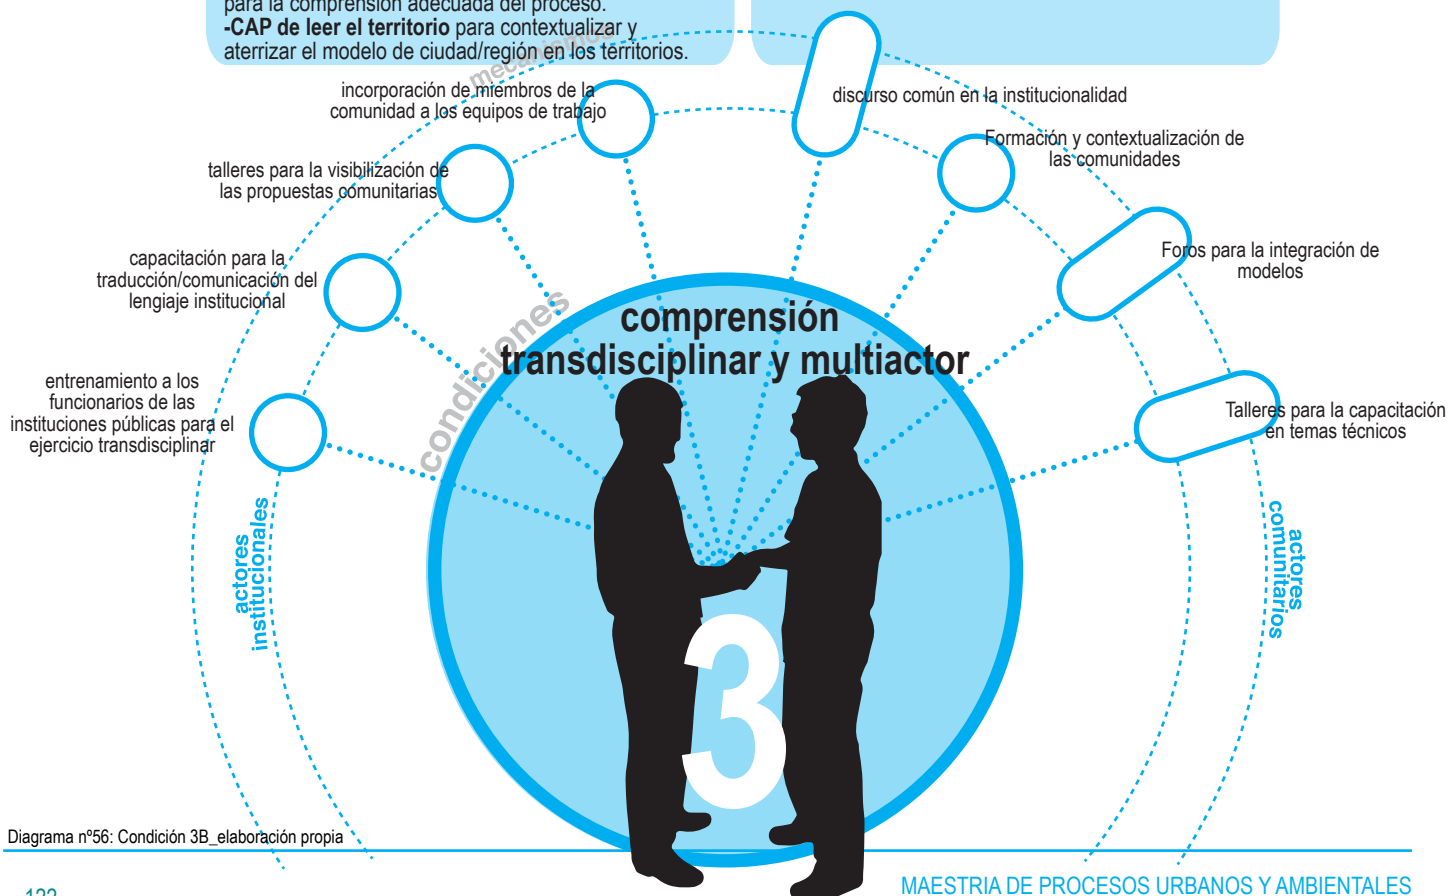 para la comprensión adecuada del proceso.
-CAP de leer el territorio para contextualizar y
aterrizar el modelo de ciudad/región en los territorios.
mecanismos
incorporación de miembros de la
comunidad a los equipos de trabajo
discurso común en la institucionalidad
Formación y contextualización de
las comunidades
talleres para la visibilización de
las propuestas comunitarias
capacitación para la
traducción/comunicación del
lengiaje institucional
Foros para la integración de
modelos
condiciones
comprensión
transdisciplinar y multiactor
entrenamiento a los
funcionarios de las
instituciones públicas para el
ejercicio transdisciplinar
Talleres para la capacitación
en temas técnicos
actores
institucionales
actores
comunitarios
3
Diagrama nº56: Condición 3B_elaboración propia
MAESTRIA DE PROCESOS URBANOS Y AMBIENTALES